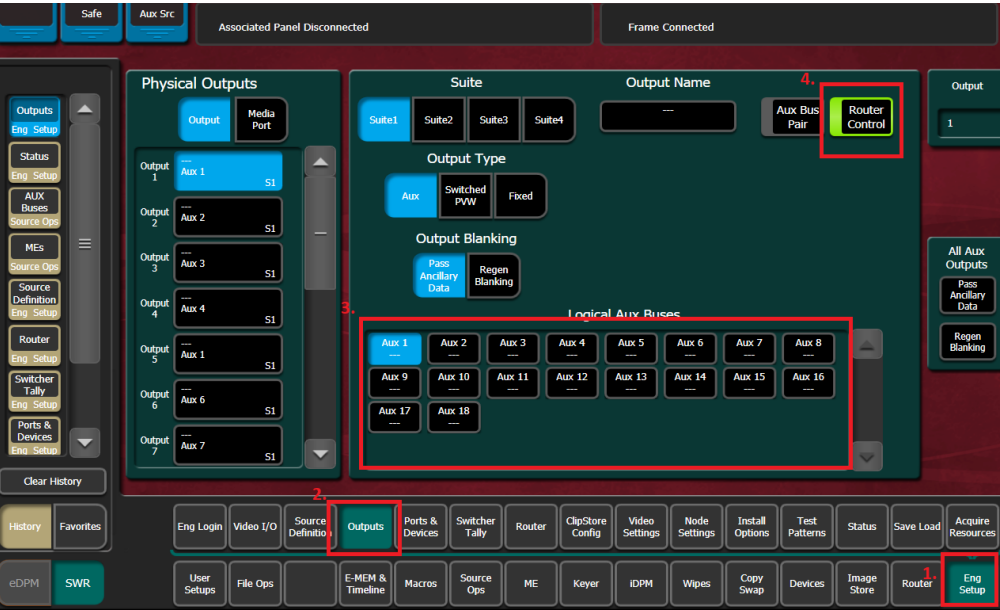 Safe
Aux Src
Associated Panel Disconnected
Frame Connected
Outputs
Eng Setup
Status
Eng Setup
AUX
Buses
Source Ops
MEs
Source Ops
Source
Definition
Eng Setup
Router
Eng Setup
Switcher
Tally
Eng Setup
Ports &
Devices
Eng Setup
Clear History
History
Favorites
eDPM
SWR
Physical Outputs
Output
Media
Port
Output
1
---
Aux 1
S1
Output
2
---
Aux 2
S1
Output
3
---
Aux 3
S1
Output
4
---
Aux 4
S1
Output
5
---
Aux 1
S1
Output
6
---
Aux 6
S1
Output
7
---
Aux 7
S1
Suite
Suite1
Suite2
Suite3
Suite4
Output Name
---
Aux Bus
Pair
4.
Router
Control
Output Type
Aux
Switched
PVW
Fixed
Output Blanking
Pass
Ancillary
Data
Regen
Blanking
3.
Logical Aux Buses
Aux 1
---
Aux 2
---
Aux 3
---
Aux 4
---
Aux 5
---
Aux 6
---
Aux 7
---
Aux 8
---
Aux 9
---
Aux 10
---
Aux 11
---
Aux 12
---
Aux 13
---
Aux 14
---
Aux 15
---
Aux 16
---
Aux 17
---
Aux 18
---
Output
1
All Aux
Outputs
Pass
Ancillary
Data
Regen
Blanking
2.
Eng Login
Video I/O
Source
Definition
Outputs
Ports &
Devices
Switcher
Tally
Router
ClipStore
Config
Video
Settings
Node
Settings
Install
Options
Test
Patterns
Status
Save Load
Acquire
Resources
User
Setups
File Ops
E-MEM &
Timeline
Macros
Source
Ops
ME
Keyer
iDPM
Wipes
Copy
Swap
Devices
Image
Store
Router
1.
Eng
Setup